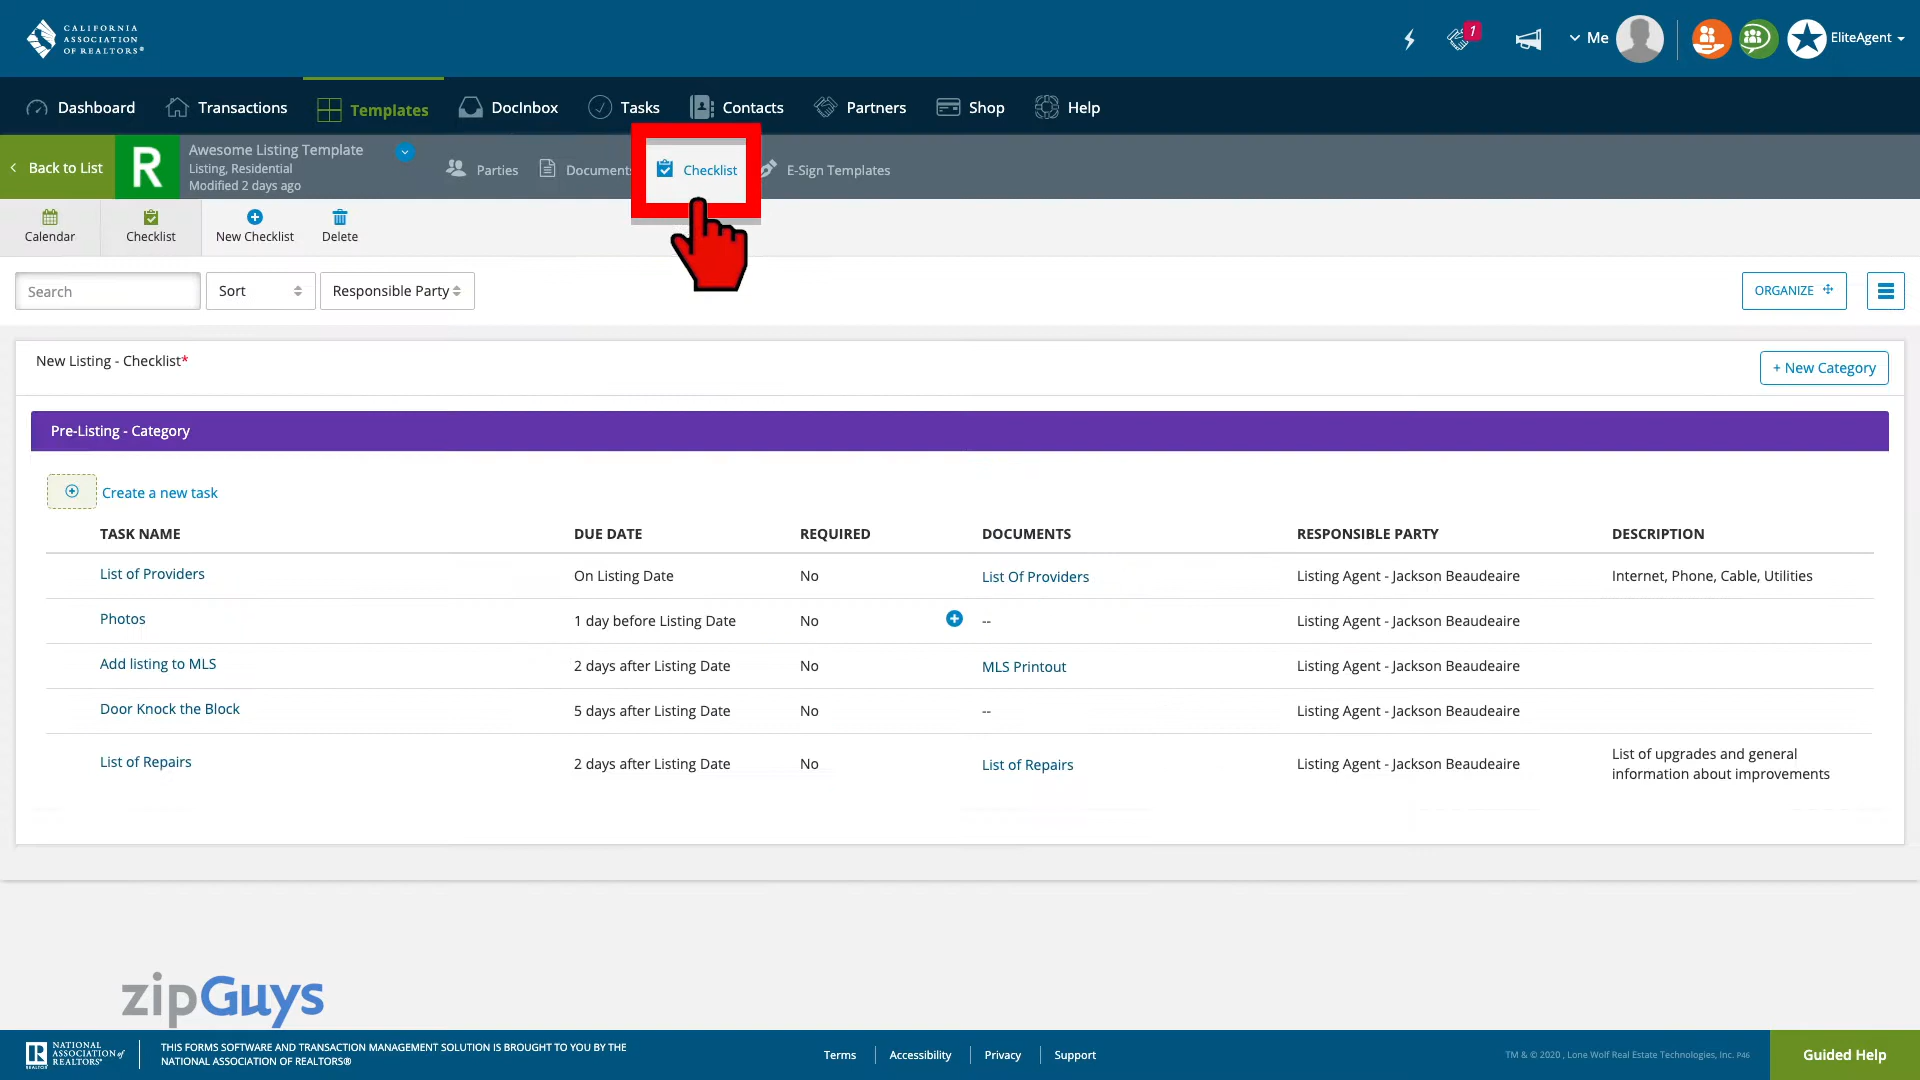 CALIFORNIA
ASSOCIATION
OF REALTORS®
1
Me
EliteAgent
Dashboard
Transactions
Templates
DocInbox
Tasks
Contacts
Partners
Shop
Help
Back to List
R
Awesome Listing Template
Listing, Residential
Modified 2 days ago
Parties
Documents
Checklist
E-Sign Templates
Calendar
Checklist
New Checklist
Delete
Search
Sort
Responsible Party
ORGANIZE
New Listing - Checklist*
+ New Category
Pre-Listing - Category
Create a new task
TASK NAME DUE DATE REQUIRED DOCUMENTS RESPONSIBLE PARTY DESCRIPTION
List of Providers On Listing Date No List Of Providers Listing Agent - Jackson Beaudeaire Internet, Phone, Cable, Utilities
Photos 1 day before Listing Date No -- Listing Agent - Jackson Beaudeaire
Add listing to MLS 2 days after Listing Date No MLS Printout Listing Agent - Jackson Beaudeaire
Door Knock the Block 5 days after Listing Date No -- Listing Agent - Jackson Beaudeaire
List of Repairs 2 days after Listing Date No List of Repairs Listing Agent - Jackson Beaudeaire List of upgrades and general
information about improvements
zipGuys
R
REALTOR®
NATIONAL
ASSOCIATION of
REALTORS®
THIS FORMS SOFTWARE AND TRANSACTION MANAGEMENT SOLUTION IS BROUGHT TO YOU BY THE
NATIONAL ASSOCIATION OF REALTORS®
Terms
Accessibility
Privacy
Support
TM & © 2020 , Lone Wolf Real Estate Technologies, Inc. P46
Guided Help